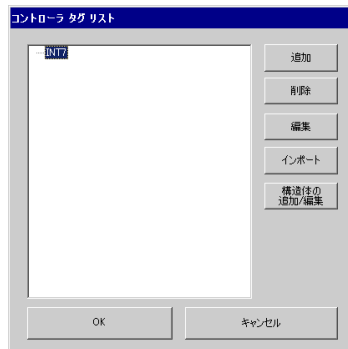 コントローラ タグ リスト
INT7
追加
削除
編集
インポート
構造体の
追加/編集
OK
キャンセル